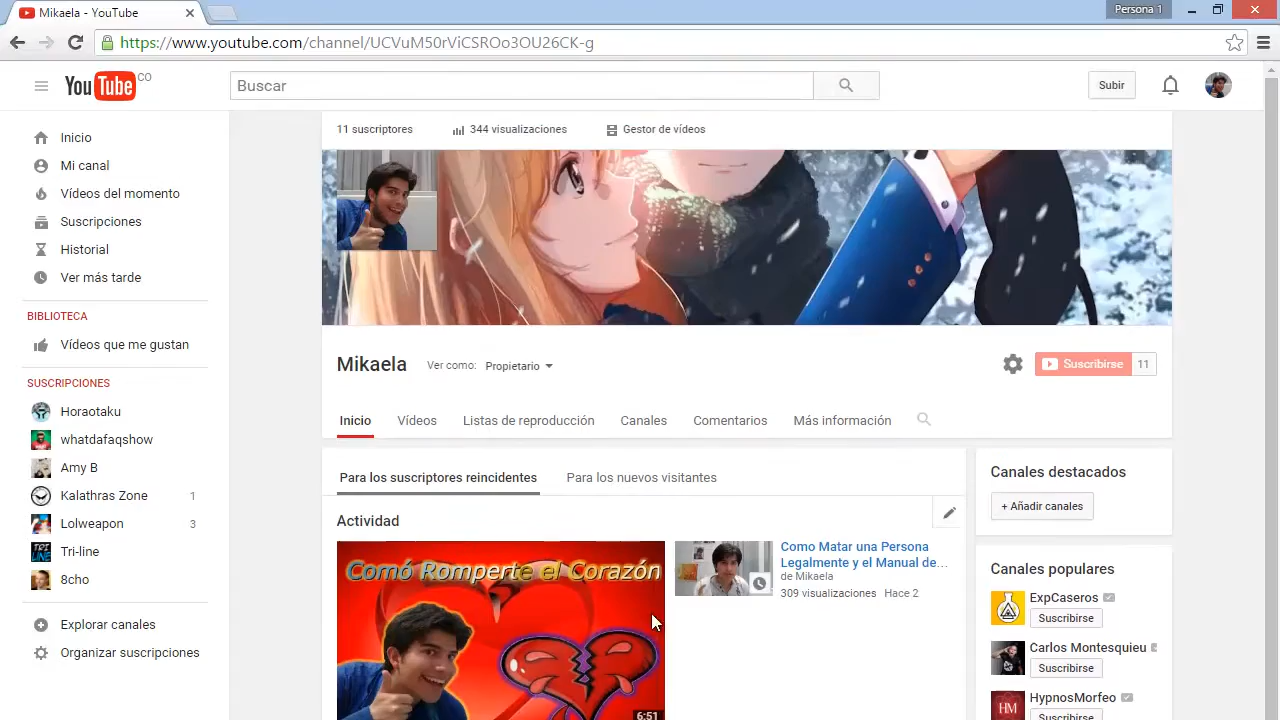 Mikaela - YouTube
Persona 1
https://www.youtube.com/channel/UCVuM50rViCSROo3OU26CK-g
YouTube CO
Buscar
Subir
Inicio
Mi canal
Vídeos del momento
Suscripciones
Historial
Ver más tarde
BIBLIOTECA
Vídeos que me gustan
SUSCRIPCIONES
Horaotaku
whatdafaqshow
Amy B
Kalathras Zone 1
Lolweapon 3
Tri-line
8cho
Explorar canales
Organizar suscripciones
11 suscriptores
344 visualizaciones
Gestor de vídeos
Mikaela
Ver como: Propietario
Suscribirse 11
Inicio
Vídeos
Listas de reproducción
Canales
Comentarios
Más información
Para los suscriptores reincidentes
Para los nuevos visitantes
Actividad
Comó Romperte el Corazón
6:51
Como Matar una Persona
Legalmente y el Manual de...
de Mikaela
309 visualizaciones Hace 2
Canales destacados
+ Añadir canales
Canales populares
ExpCaseros
Suscribirse
Carlos Montesquieu
Suscribirse
HM
HypnosMorfeo
Suscribirse